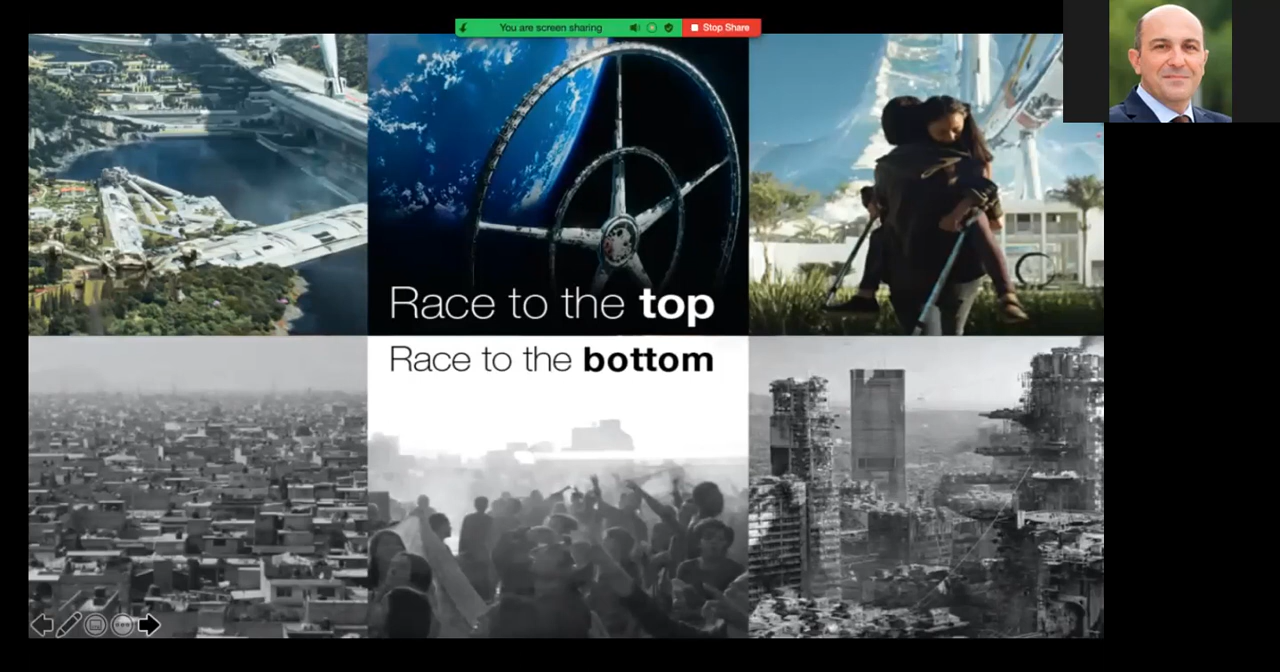 You are screen sharing
Stop Share
Race to the top
Race to the bottom